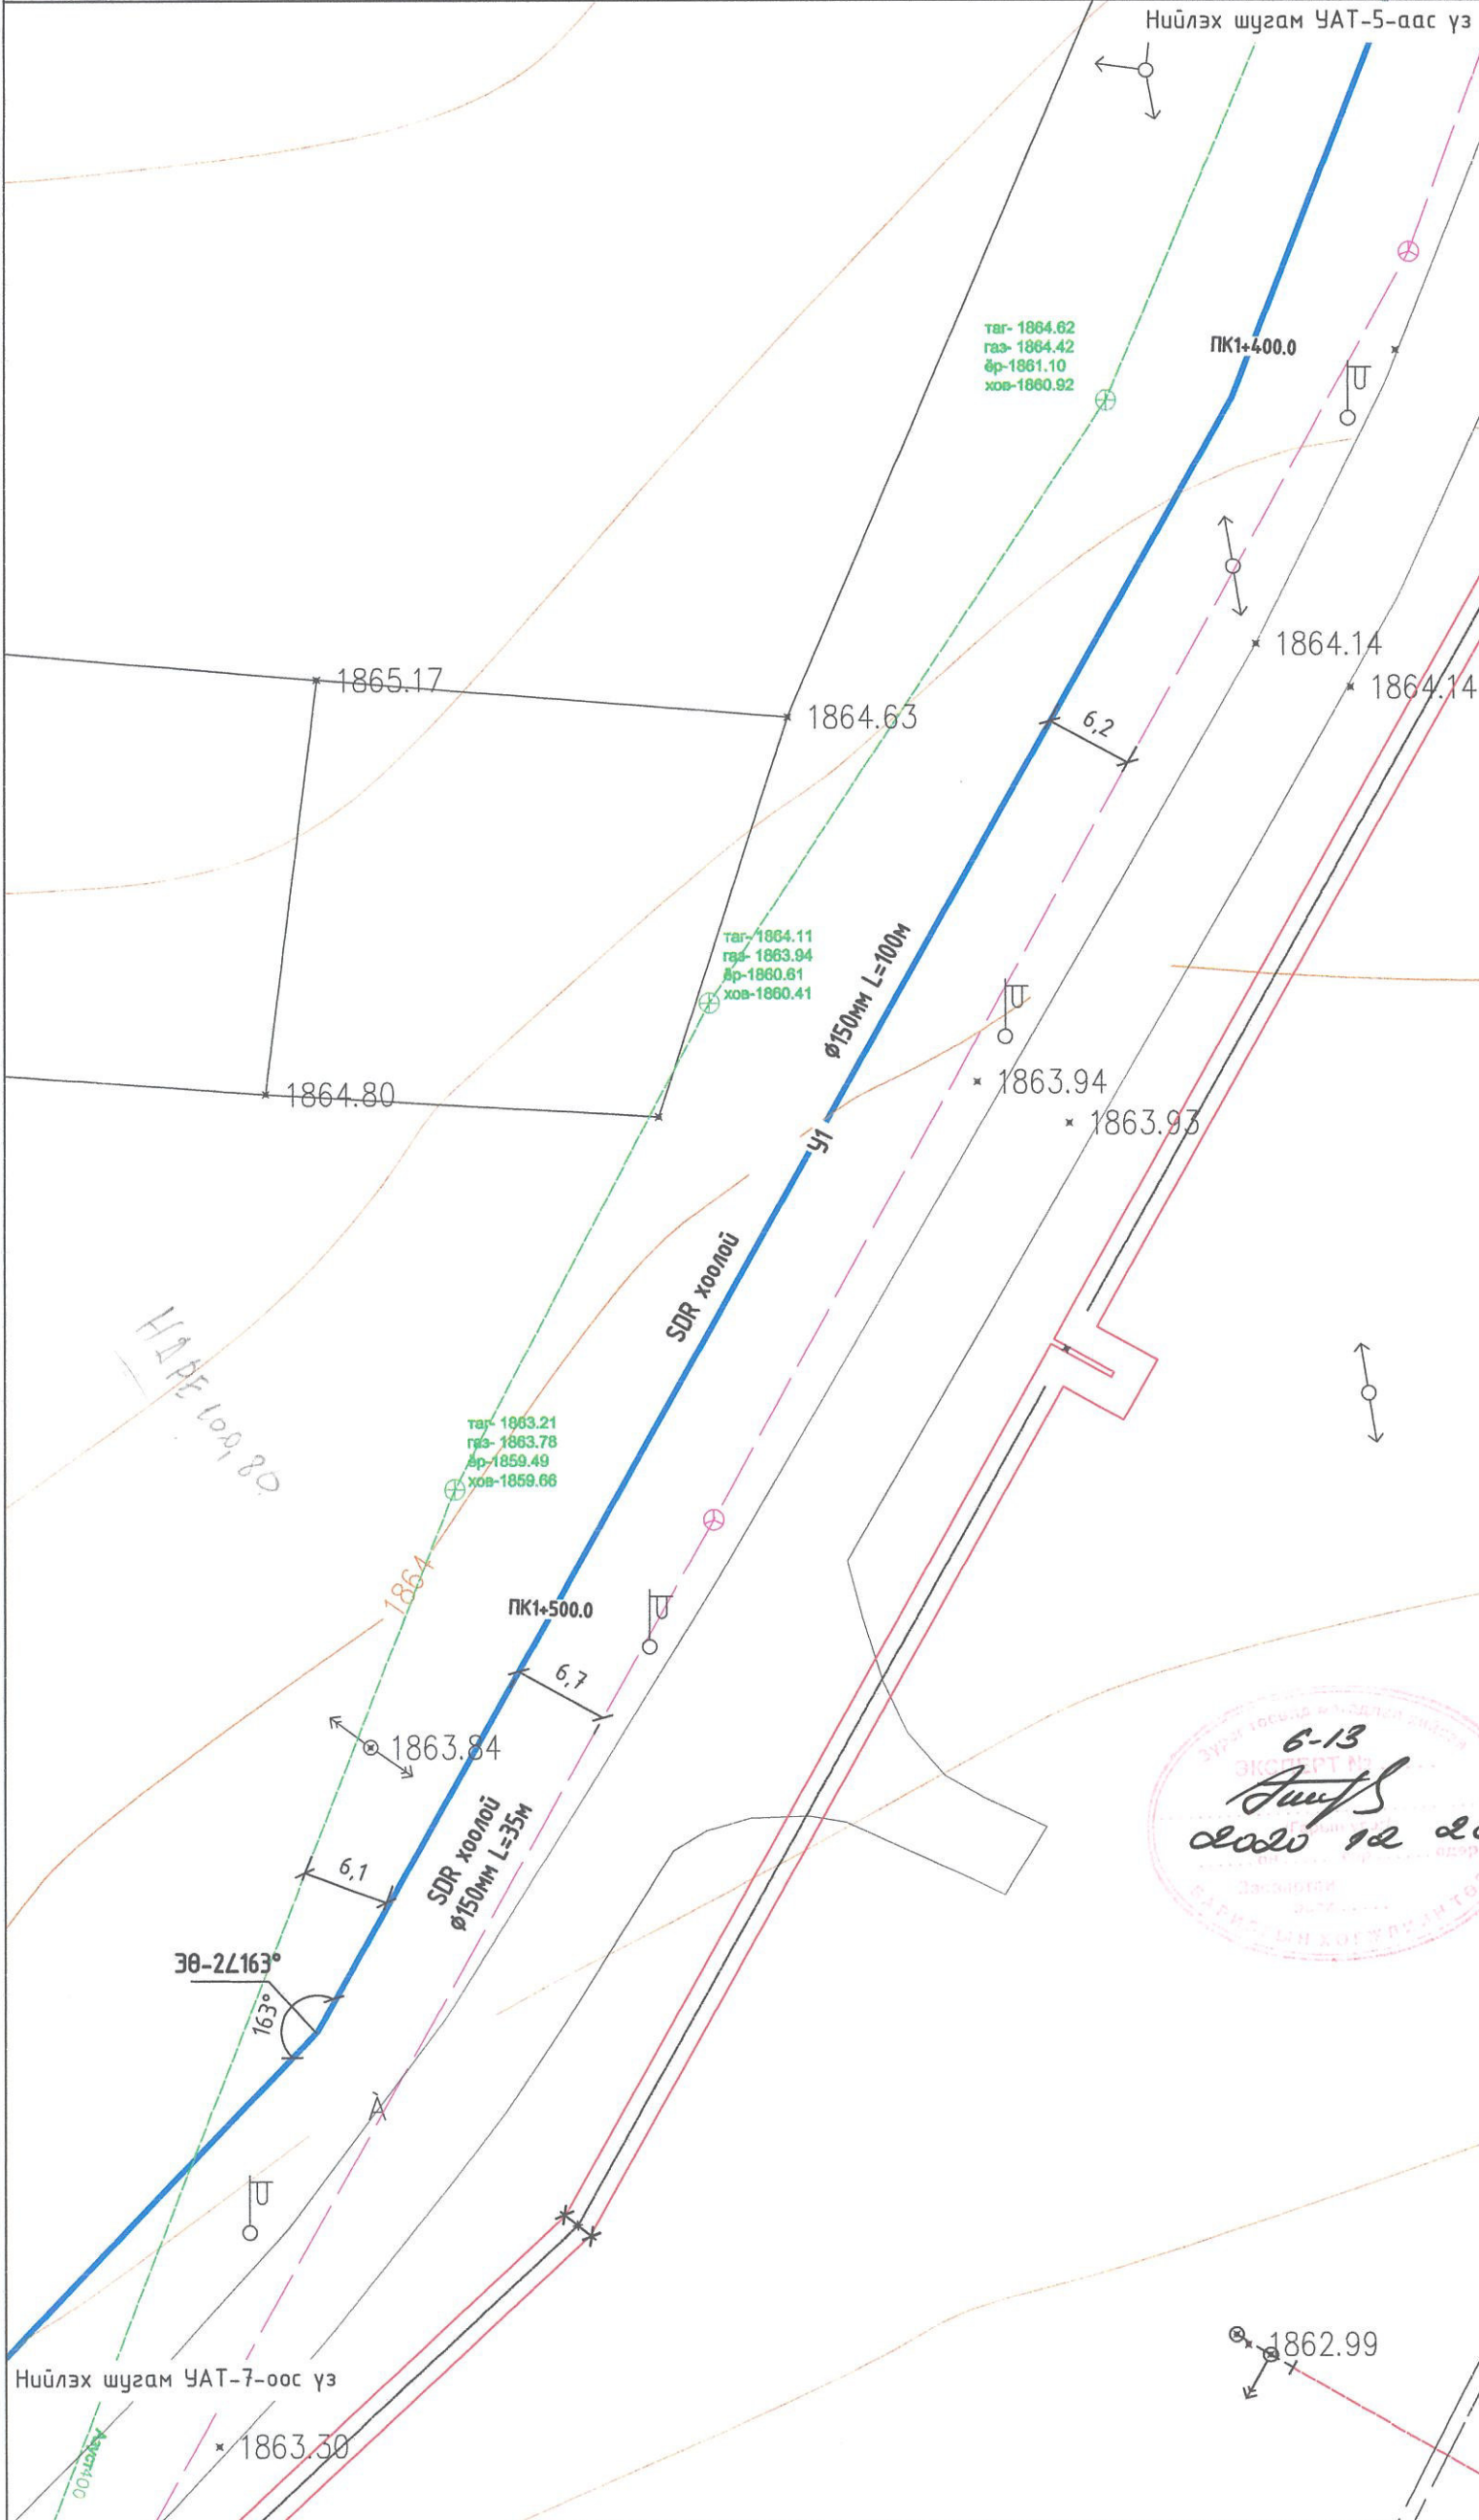 Нийлэх шугам УАТ-5-аас үз
таг- 1864.62
газ- 1864.42
ёр-1861.10
хов-1860.92
ПК1+400.0
1864.14
1864.14
1865.17
1864.63
6,2
таг- 1864.11
газ- 1863.94
ёр-1860.61
хов-1860.41
ϕ150мм L=100м
1863.94
1863.93
1864.80
У1
SDR хоолой
таг- 1863.21
газ- 1863.78
ёр-1859.49
хов-1859.66
1864
ПК1+500.0
6,7
1863.84
6-13
ЭКСПЕРТ №
2020 12
SDR хоолой
ϕ150мм L=35м
6,1
ЭӨ-2∠163°
163°
À
1862.99
Нийлэх шугам УАТ-7-оос үз
1863.30